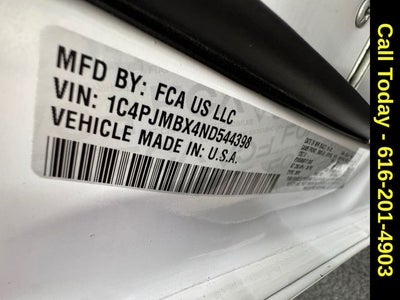 MFD BY: FCA US LLC
VIN: 1C4PJMBX4ND544398
VEHICLE MADE IN: U.S.A.
Call Today - 616-201-4903